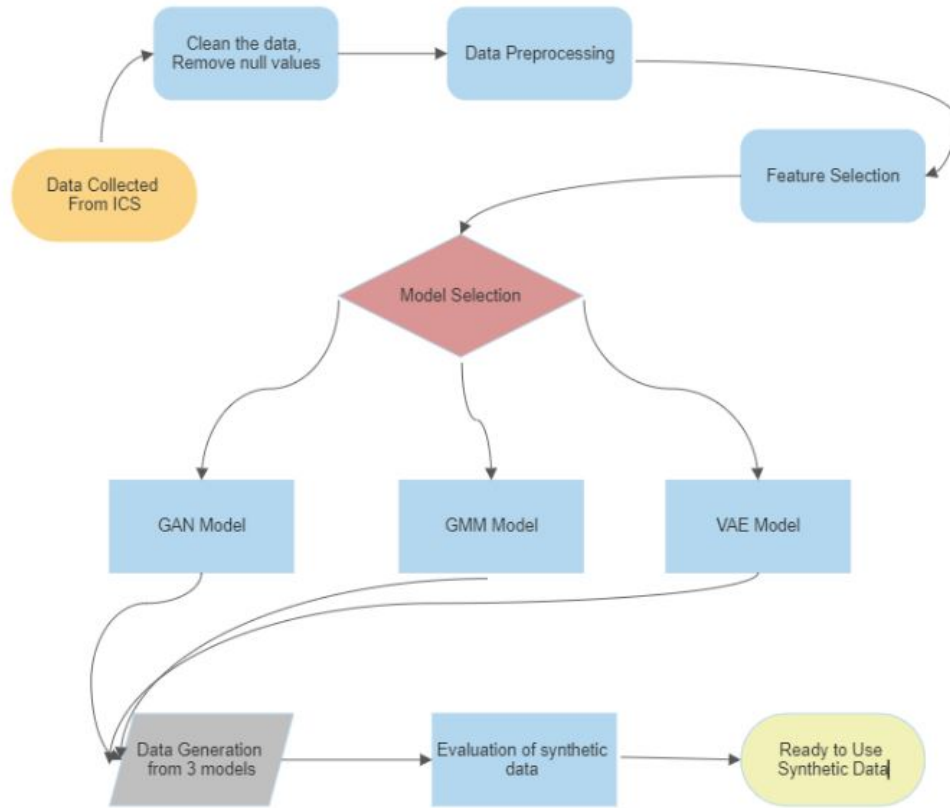 Clean the data,
Remove null values
Data Preprocessing
Data Collected
From ICS
Feature Selection
Model Selection
GAN Model
GMM Model
VAE Model
Data Generation
from 3 models
Evaluation of synthetic
data
Ready to Use
Synthetic Data